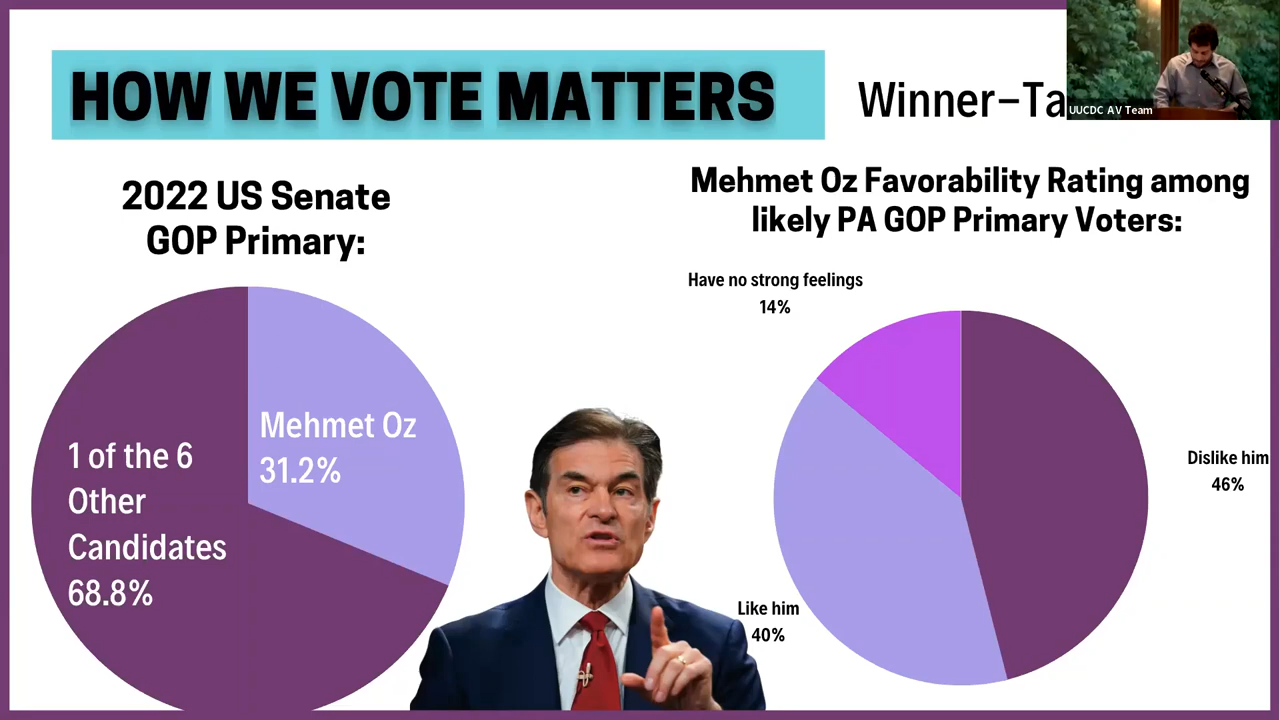 HOW WE VOTE MATTERS
Winner–Ta
UUCDC AV Team
2022 US Senate
GOP Primary:
Mehmet Oz
31.2%
1 of the 6
Other
Candidates
68.8%
Mehmet Oz Favorability Rating among
likely PA GOP Primary Voters:
Have no strong feelings
14%
Dislike him
46%
Like him
40%